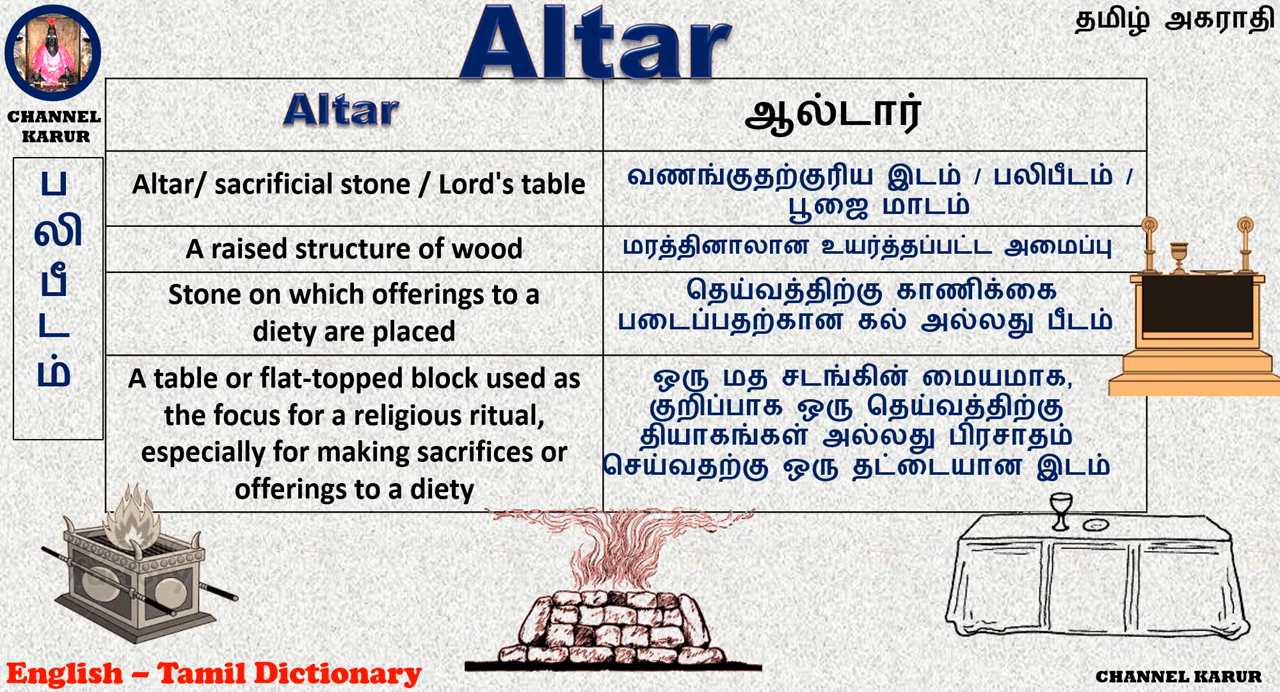 Altar
தமிழ் அகராதி
CHANNEL
KARUR
ப
லி
பீ
ட
ம்
Altar
ஆல்டார்
Altar/ sacrificial stone / Lord's table
வணங்குதற்குரிய இடம் / பலிபீடம் /
பூஜை மாடம்
A raised structure of wood
மரத்தினாலான உயர்த்தப்பட்ட அமைப்பு
Stone on which offerings to a
diety are placed
தெய்வத்திற்கு காணிக்கை
படைப்பதற்கான கல் அல்லது பீடம்
A table or flat-topped block used as
the focus for a religious ritual,
especially for making sacrifices or
offerings to a diety
ஒரு மத சடங்கின் மையமாக,
குறிப்பாக ஒரு தெய்வத்திற்கு
தியாகங்கள் அல்லது பிரசாதம்
செய்வதற்கு ஒரு தட்டையான இடம்
English – Tamil Dictionary
CHANNEL KARUR